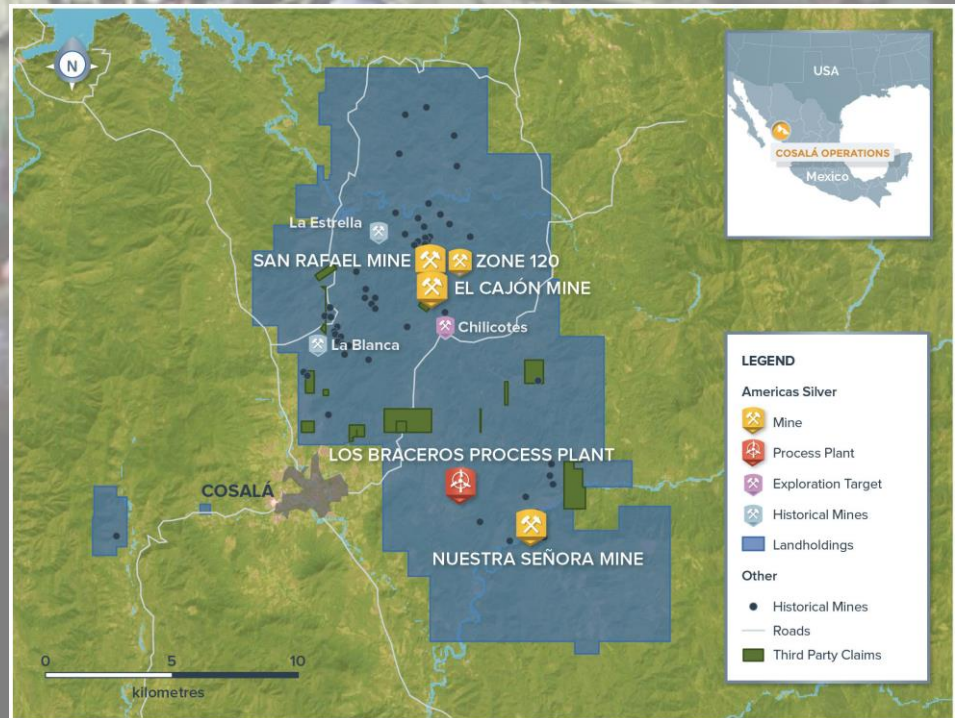 N
USA
COSALÁ OPERATIONS
Mexico
La Estrella
SAN RAFAEL MINE
ZONE 120
EL CAJÓN MINE
Chilicotes
La Blanca
LOS BRACEROS PROCESS PLANT
COSALÁ
NUESTRA SEÑORA MINE
0 5 10
kilometres
LEGEND
Americas Silver
Mine
Process Plant
Exploration Target
Historical Mines
Landholdings
Other
Historical Mines
Roads
Third Party Claims